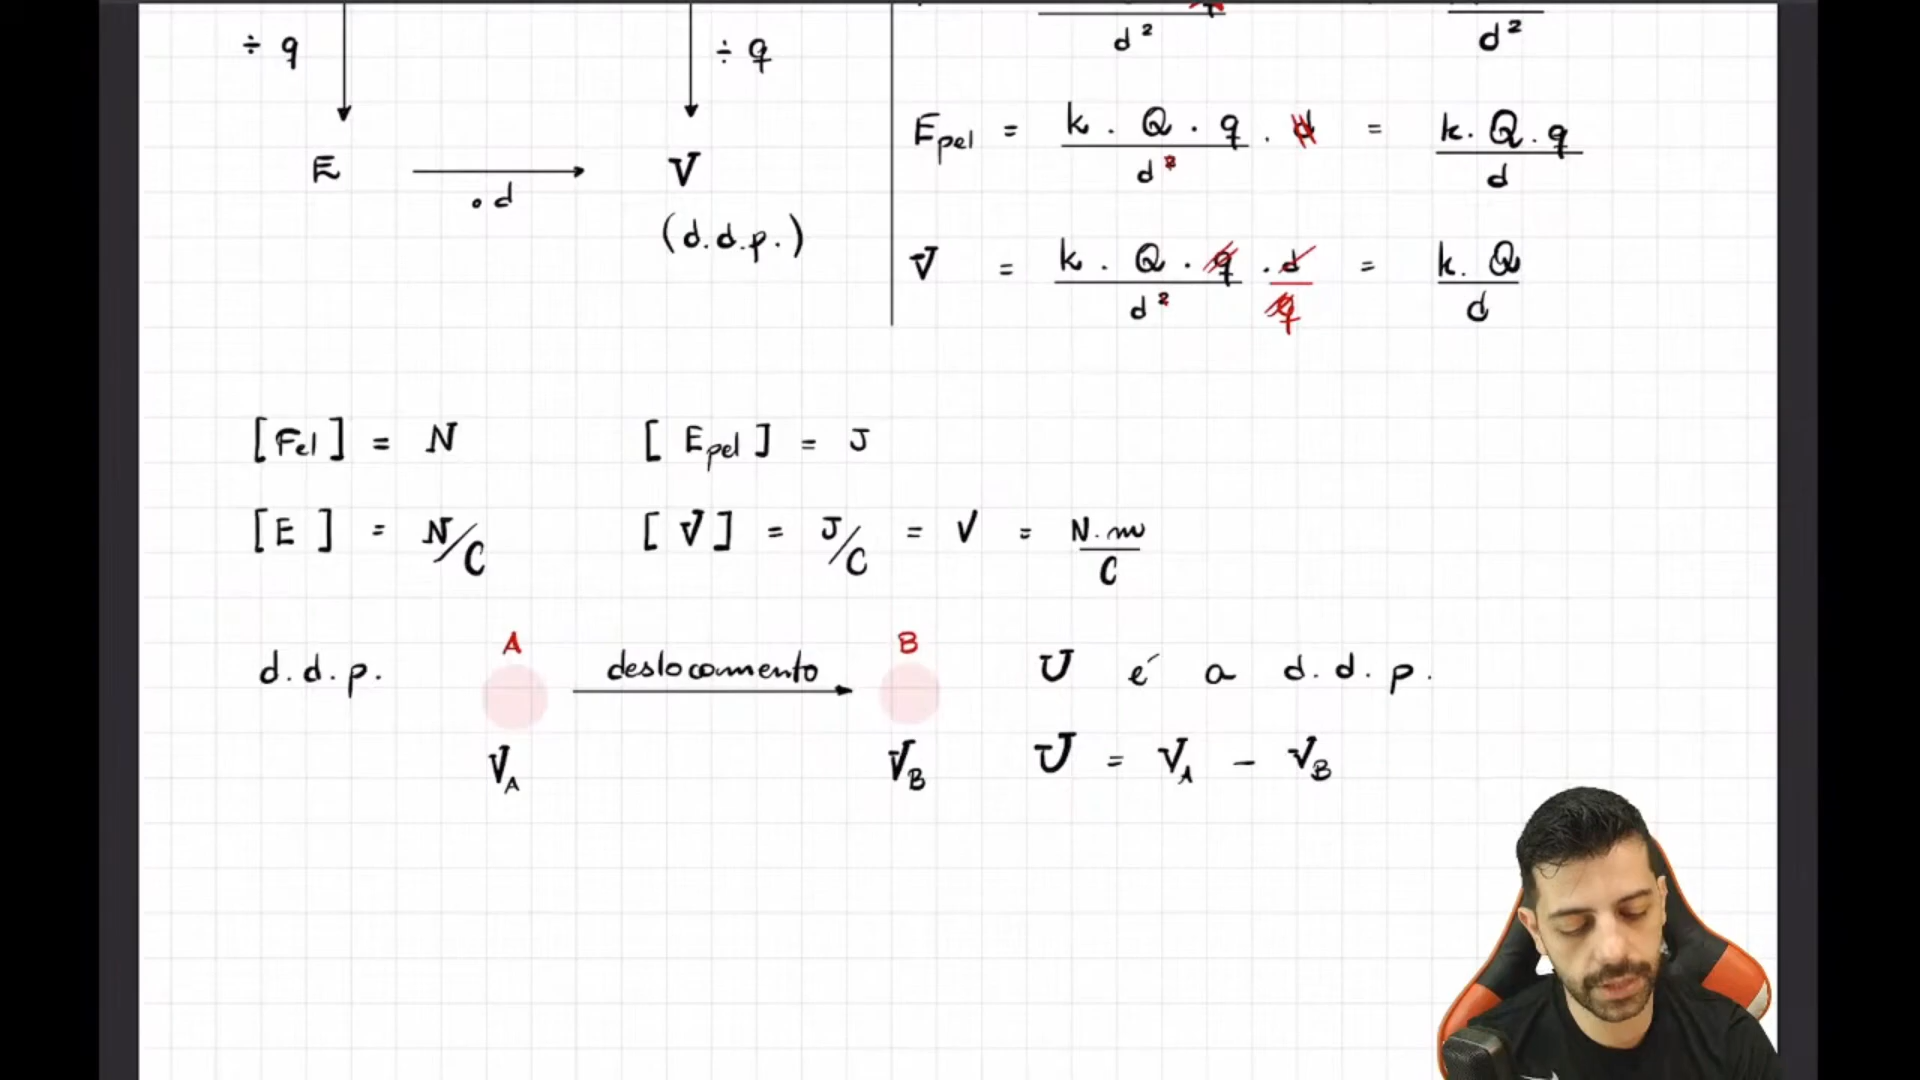 ÷ q
÷ q
d²
d²
E
. d
V
(d.d.p.)
Epel = k . Q . q / d² . d = k. Q. q / d
V = k . Q . q / d² . d / q = k. Q / d
[Fel] = N
[Epel] = J
[E] = N/C
[V] = J/C = V = N.m / C
d.d.p.
A
deslocamento
B
U é a d.d.p.
VA
VB
U = VA - VB